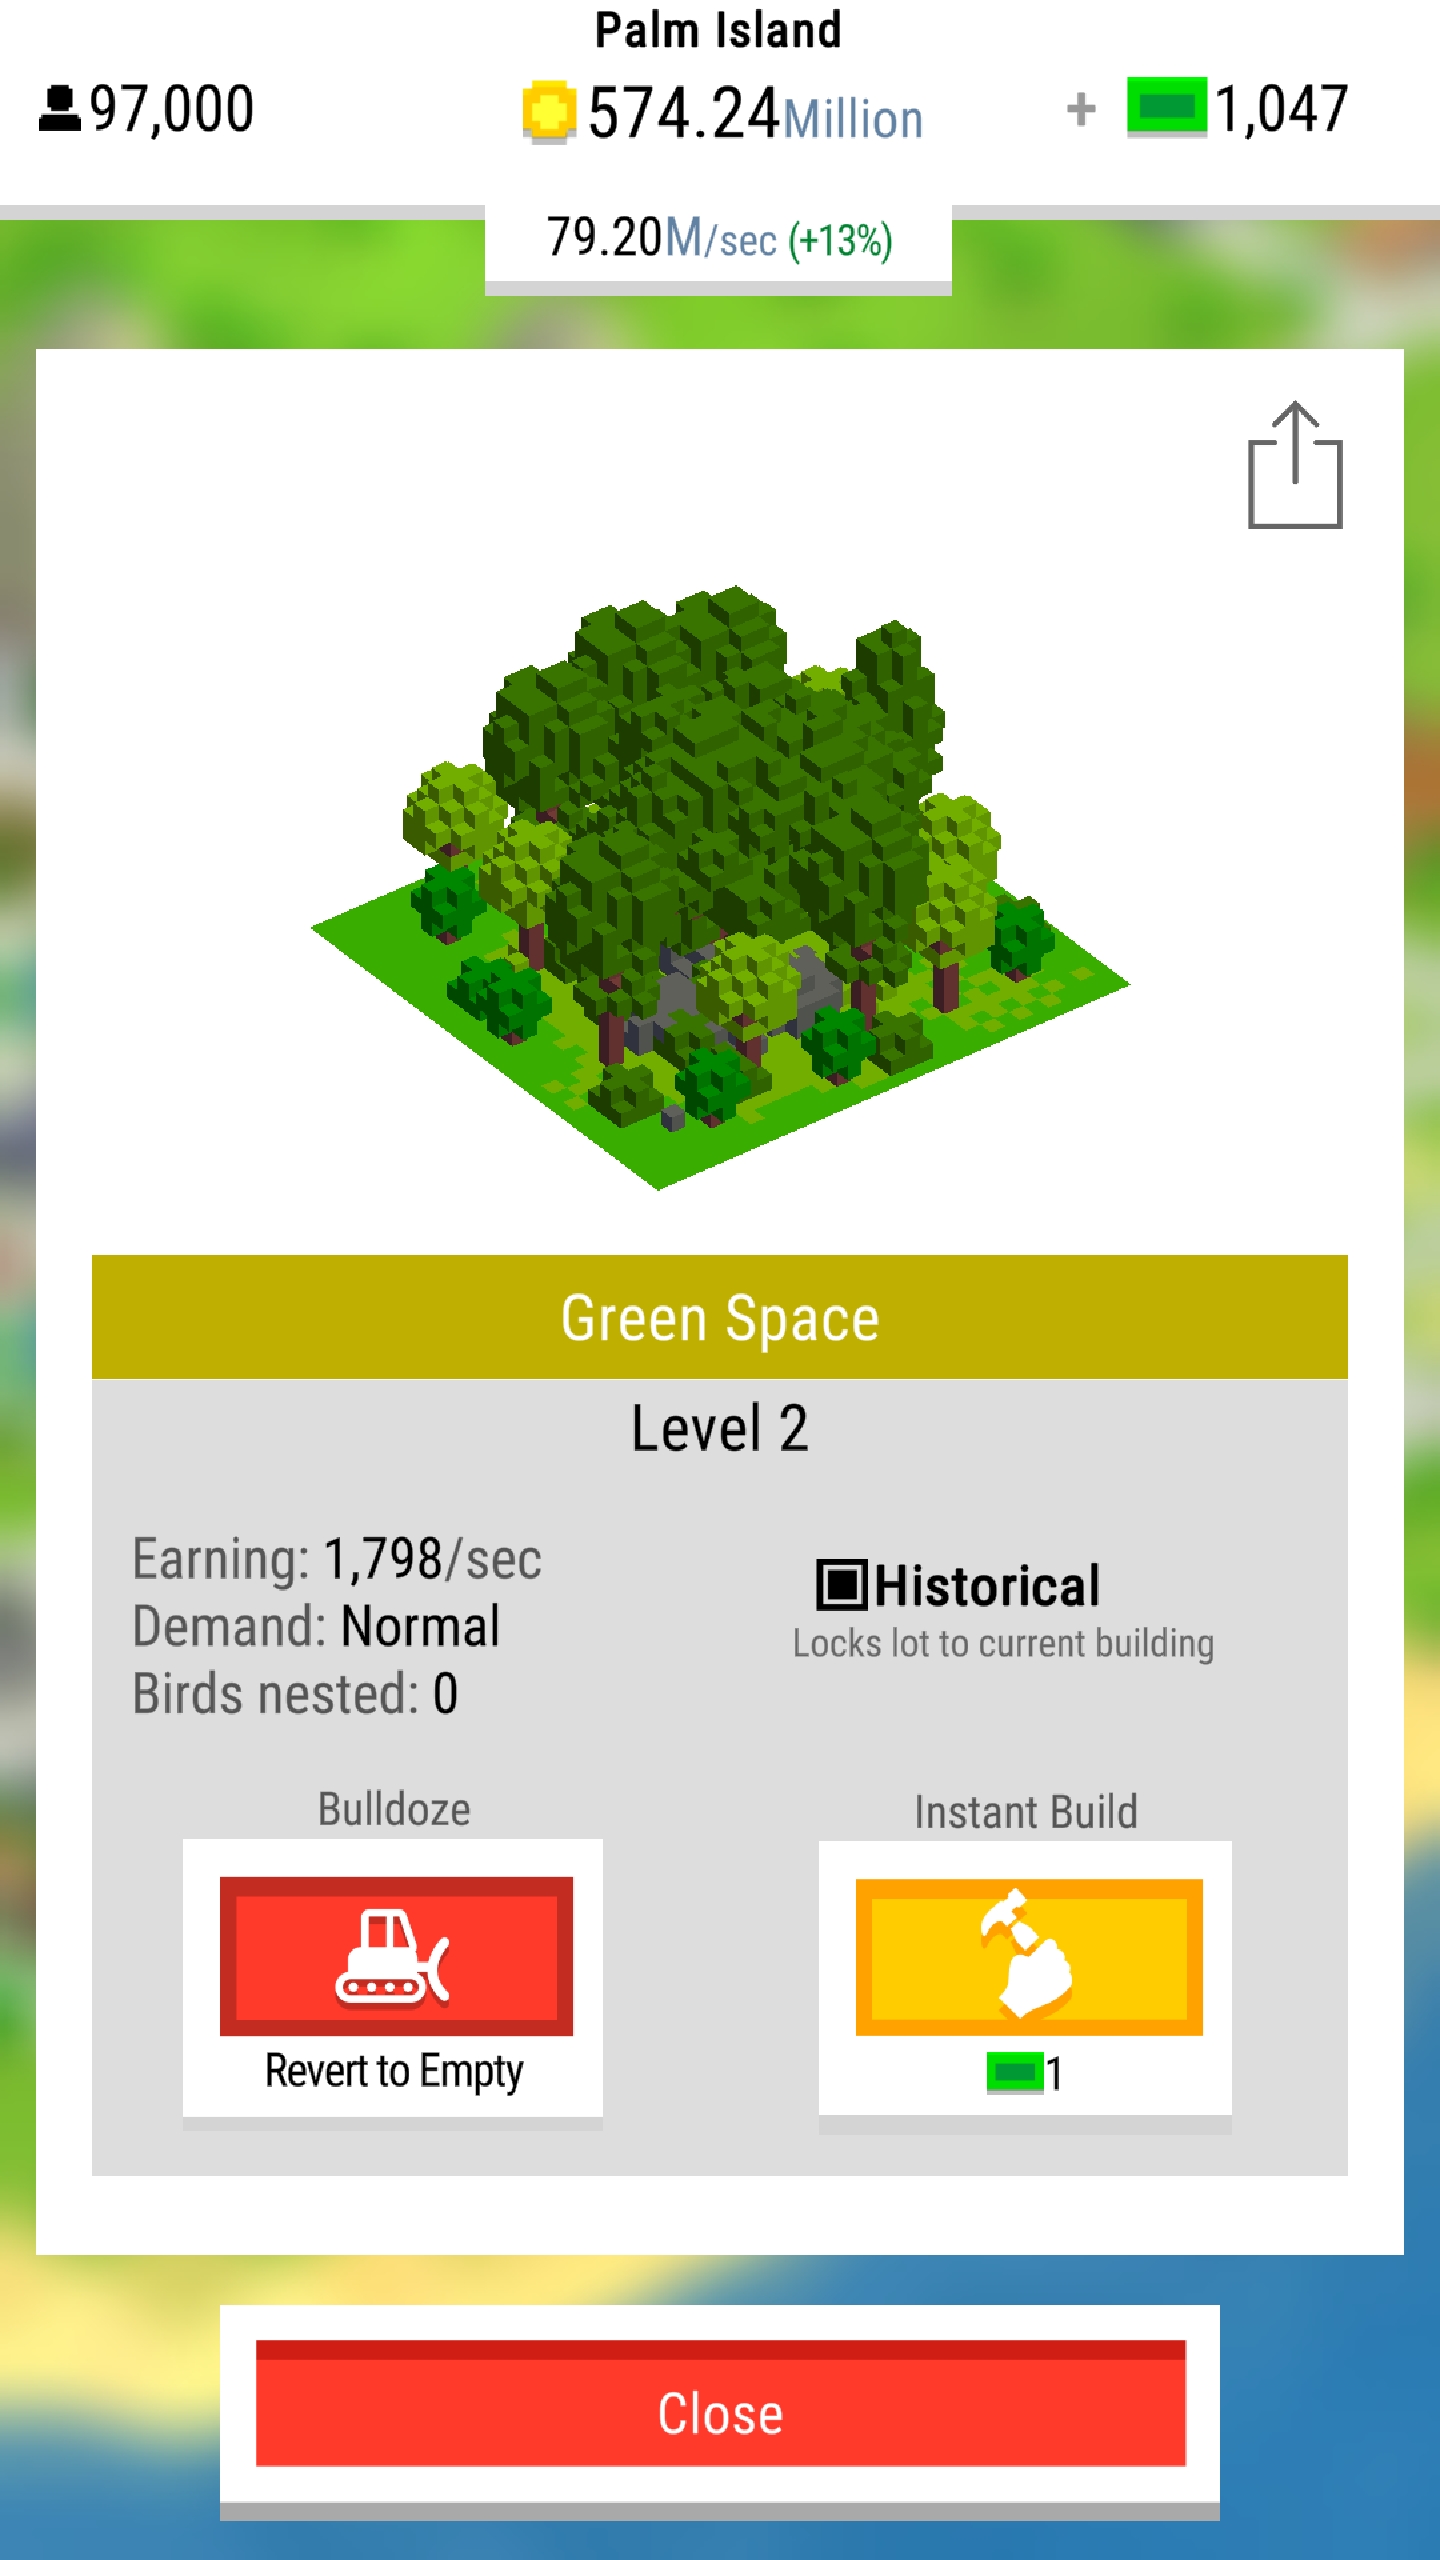 Palm Island
97,000
574.24Million
+ 1,047
79.20M/sec (+13%)
Green Space
Level 2
Earning: 1,798/sec
Demand: Normal
Birds nested: 0
Historical
Locks lot to current building
Bulldoze
Revert to Empty
Instant Build
1
Close